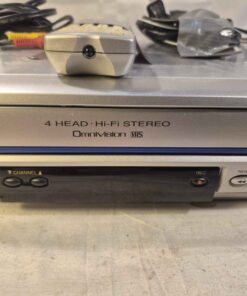 4 HEAD · Hi-Fi STEREO
Omnivision VHS
∨ CHANNEL ∧
REC